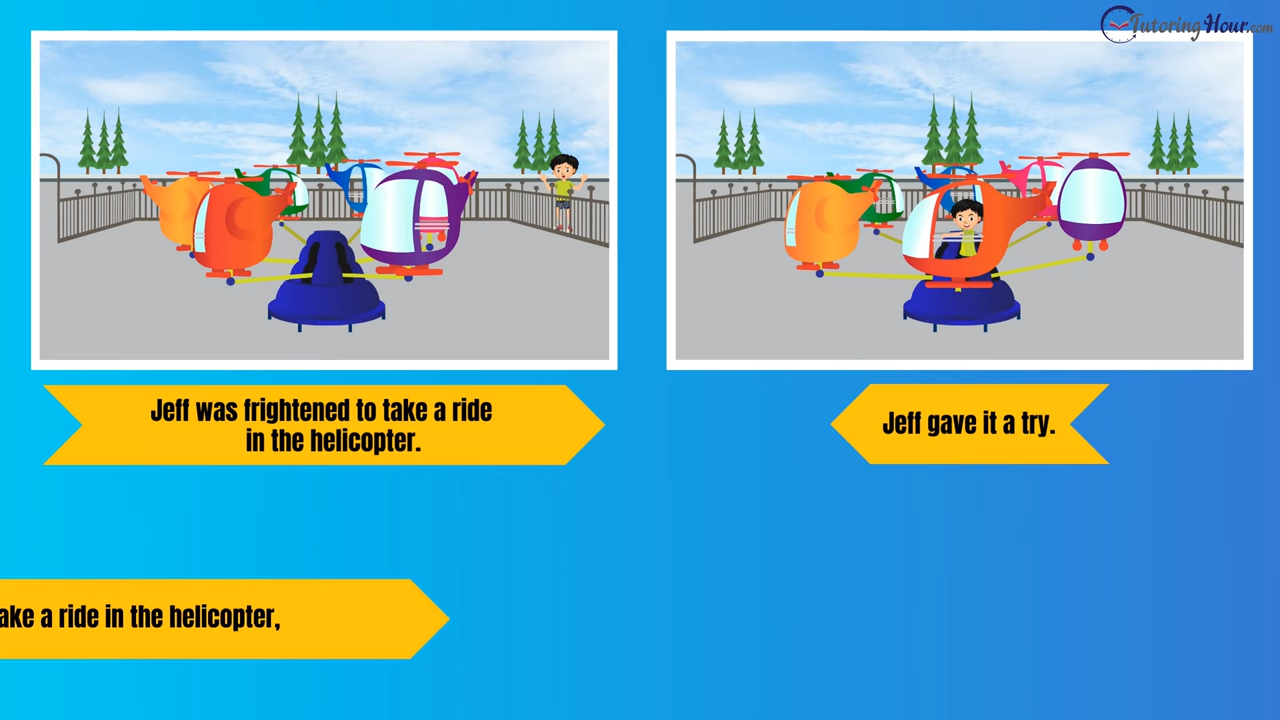 TutoringHour.com
Jeff was frightened to take a ride
in the helicopter.
Jeff gave it a try.
a ride in the helicopter,